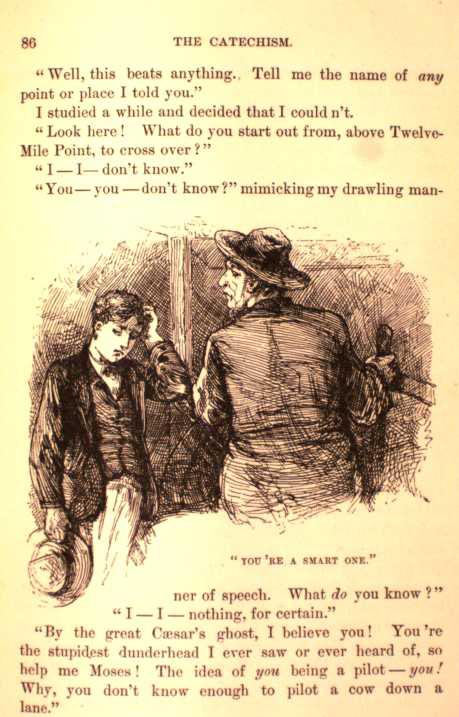 86 THE CATECHISM.
"Well, this beats anything. Tell me the name of any
point or place I told you."
I studied a while and decided that I could n't.
"Look here! What do you start out from, above Twelve-
Mile Point, to cross over?"
"I—I—don't know."
"You—you—don't know?" mimicking my drawling man-
"YOU 'RE A SMART ONE."
ner of speech. What do you know?"
"I—I—nothing, for certain."
"By the great Cæsar's ghost, I believe you! You 're
the stupidest dunderhead I ever saw or ever heard of, so
help me Moses! The idea of you being a pilot—you!
Why, you don't know enough to pilot a cow down a
lane."